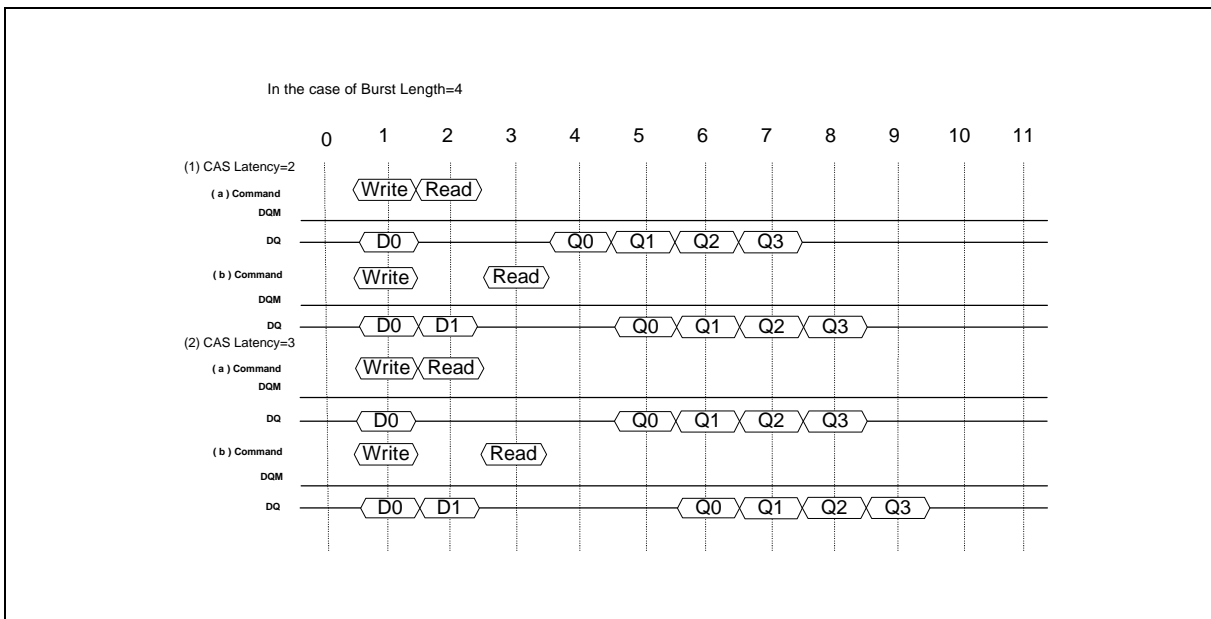 In the case of Burst Length=4
0 1 2 3 4 5 6 7 8 9 10 11
(1) CAS Latency=2
( a ) Command Write Read
DQM
DQ D0 Q0 Q1 Q2 Q3
( b ) Command Write Read
DQM
DQ D0 D1 Q0 Q1 Q2 Q3
(2) CAS Latency=3
( a ) Command Write Read
DQM
DQ D0 Q0 Q1 Q2 Q3
( b ) Command Write Read
DQM
DQ D0 D1 Q0 Q1 Q2 Q3